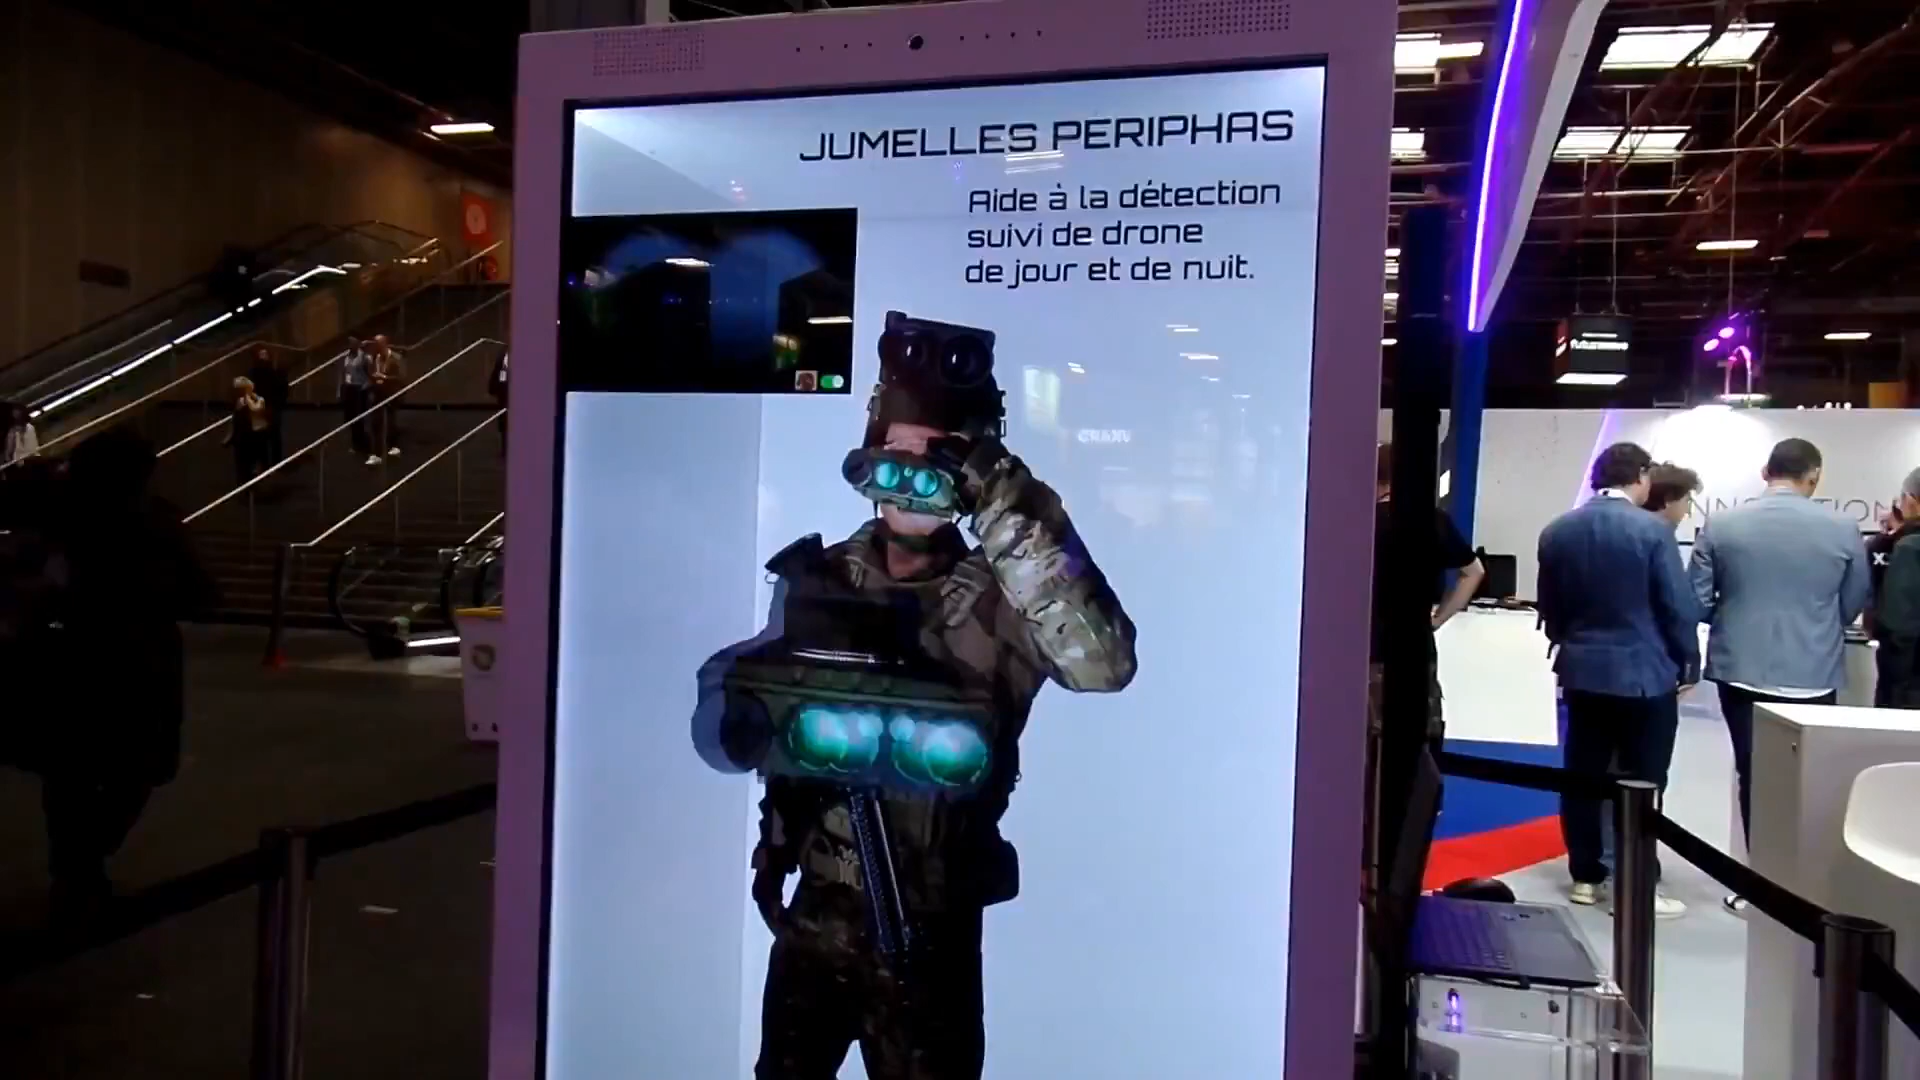 JUMELLES PERIPHAS
Aide à la détection
suivi de drone
de jour et de nuit.